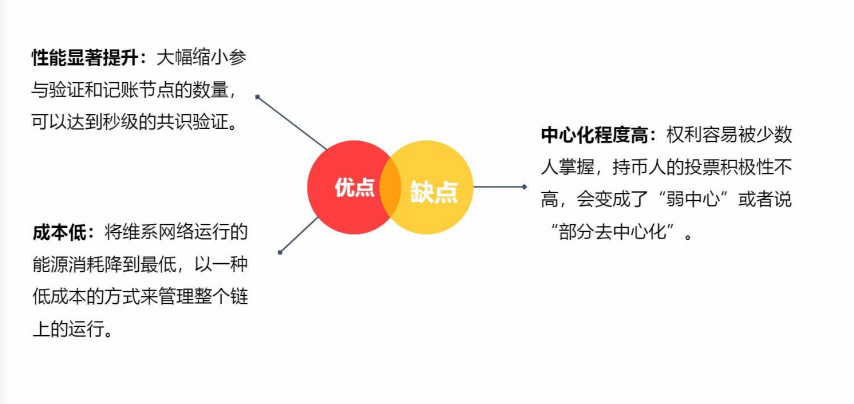 性能显著提升：大幅缩小参
与验证和记账节点的数量，
可以达到秒级的共识验证。
成本低：将维系网络运行的
能源消耗降到最低，以一种
低成本的方式来管理整个链
上的运行。
优点
缺点
中心化程度高：权利容易被少数
人掌握，持币人的投票积极性不
高，会变成了“弱中心”或者说
“部分去中心化”。